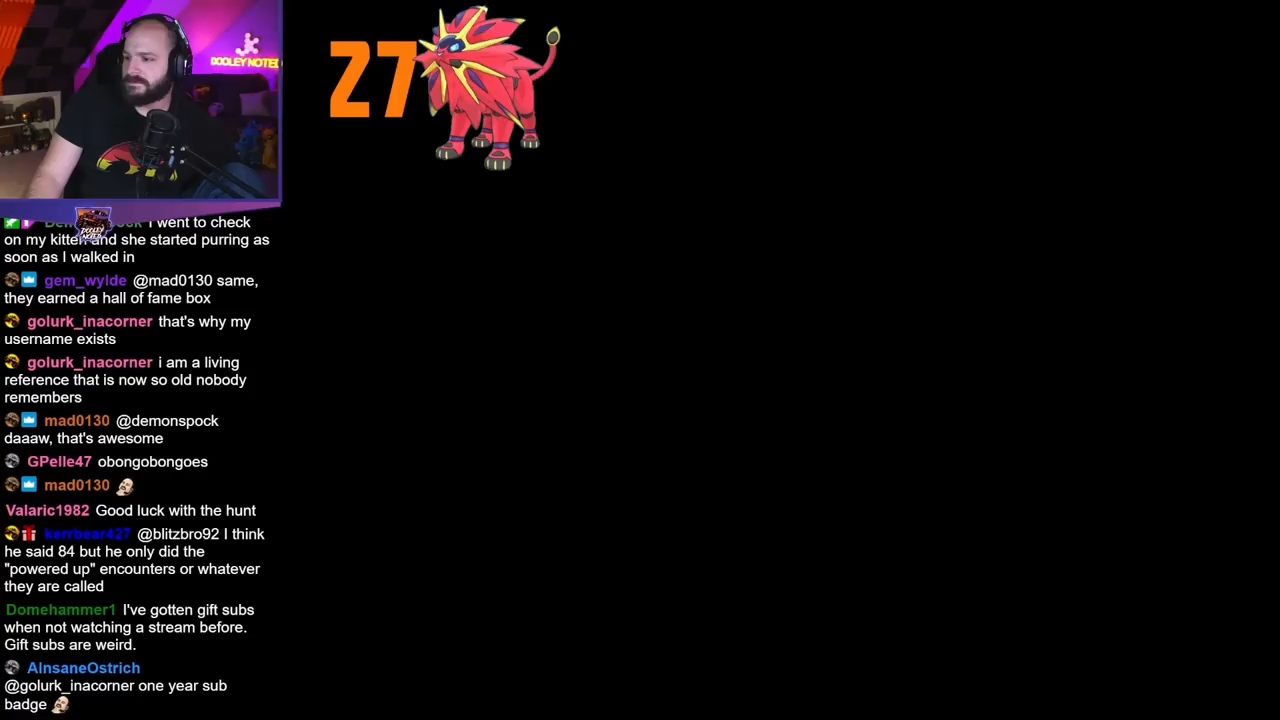 DOOLEY NOTED
27
DOOLEY
NOTED
I went to check
on my kitten and she started purring as
soon as I walked in
gem_wylde @mad0130 same,
they earned a hall of fame box
golurk_inacorner that's why my
username exists
golurk_inacorner i am a living
reference that is now so old nobody
remembers
mad0130 @demonspock
daaaw, that's awesome
GPelle47 obongobongoes
mad0130
Valaric1982 Good luck with the hunt
kerrbear427 @blitzbro92 I think
he said 84 but he only did the
"powered up" encounters or whatever
they are called
Domehammer1 I've gotten gift subs
when not watching a stream before.
Gift subs are weird.
AInsaneOstrich
@golurk_inacorner one year sub
badge